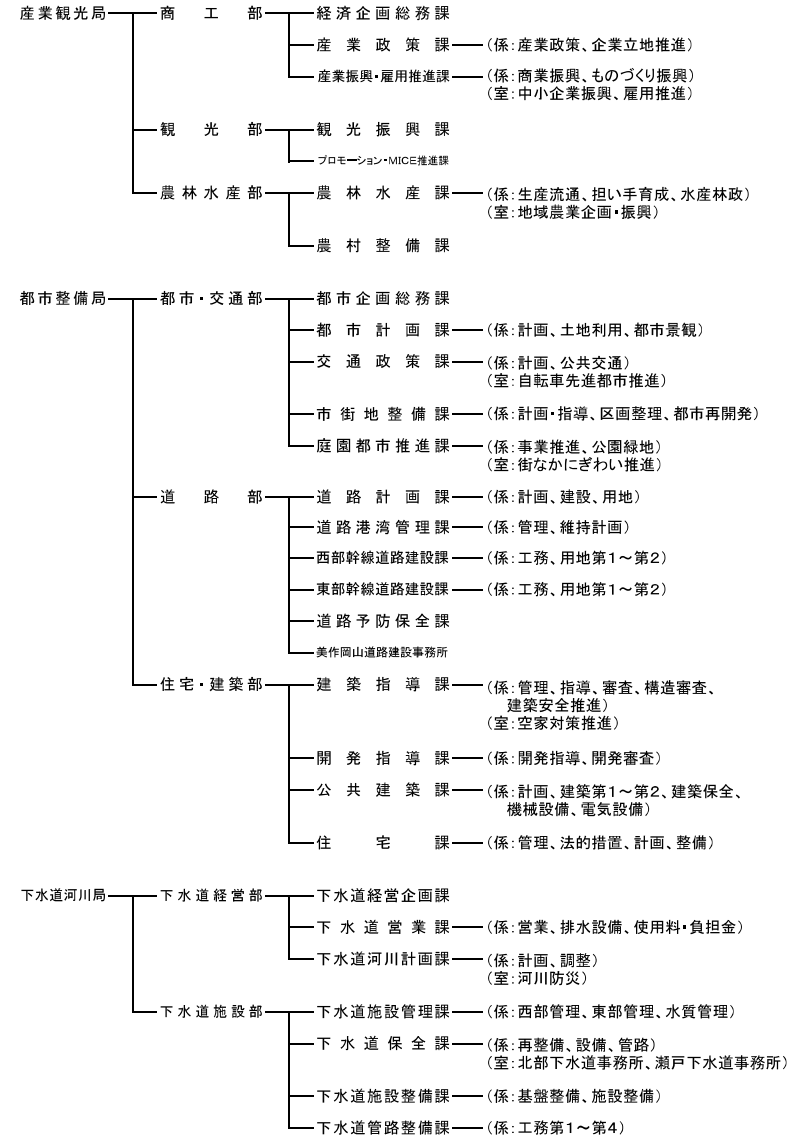 産業観光局 商工部 経済企画総務課
産業政策課 (係:産業政策、企業立地推進)
産業振興・雇用推進課 (係:商業振興、ものづくり振興)
(室:中小企業振興、雇用推進)
観光部 観光振興課
プロモーション・MICE推進課
農林水産部 農林水産課 (係:生産流通、担い手育成、水産林政)
(室:地域農業企画・振興)
農村整備課
都市整備局 都市・交通部 都市企画総務課
都市計画課 (係:計画、土地利用、都市景観)
交通政策課 (係:計画、公共交通)
(室:自転車先進都市推進)
市街地整備課 (係:計画・指導、区画整理、都市再開発)
庭園都市推進課 (係:事業推進、公園緑地)
(室:街なかにぎわい推進)
道路部 道路計画課 (係:計画、建設、用地)
道路港湾管理課 (係:管理、維持計画)
西部幹線道路建設課 (係:工務、用地第1~第2)
東部幹線道路建設課 (係:工務、用地第1~第2)
道路予防保全課
美作岡山道路建設事務所
住宅・建築部 建築指導課 (係:管理、指導、審査、構造審査、
建築安全推進)
(室:空家対策推進)
開発指導課 (係:開発指導、開発審査)
公共建築課 (係:計画、建築第1~第2、建築保全、
機械設備、電気設備)
住宅課 (係:管理、法的措置、計画、整備)
下水道河川局 下水道経営部 下水道経営企画課
下水道営業課 (係:営業、排水設備、使用料・負担金)
下水道河川計画課 (係:計画、調整)
(室:河川防災)
下水道施設部 下水道施設管理課 (係:西部管理、東部管理、水質管理)
下水道保全課 (係:再整備、設備、管路)
(室:北部下水道事務所、瀬戸下水道事務所)
下水道施設整備課 (係:基盤整備、施設整備)
下水道管路整備課 (係:工務第1~第4)